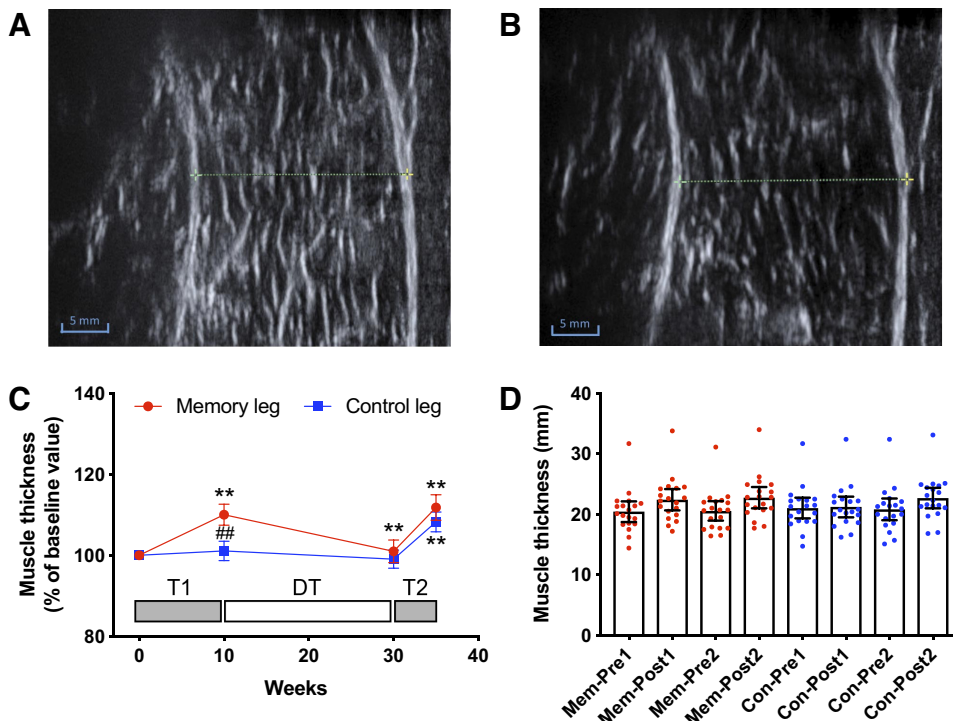 A
B
5 mm
5 mm
C
Memory leg
Control leg
Muscle thickness
(% of baseline value)
140
120
100
80
**
##
**
**
T1
DT
T2
0
10
20
30
40
Weeks
D
Muscle thickness (mm)
40
30
20
10
0
Mem-Pre1
Mem-Post1
Mem-Pre2
Mem-Post2
Con-Pre1
Con-Post1
Con-Pre2
Con-Post2